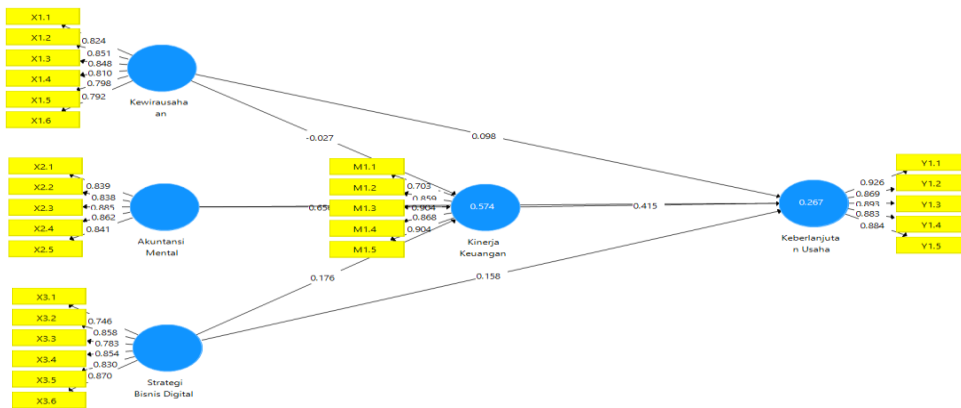 X1.1
X1.2
X1.3
X1.4
X1.5
X1.6
0.824
0.851
0.848
0.810
0.798
0.792
Kewirausaha
an
-0.027
0.098
X2.1
X2.2
X2.3
X2.4
X2.5
0.839
0.838
0.885
0.862
0.841
Akuntansi
Mental
M1.1
M1.2
M1.3
M1.4
M1.5
0.703
0.859
0.904
0.868
0.904
0.574
Kinerja
Keuangan
0.415
0.267
Keberlanjuta
n Usaha
0.926
0.869
0.893
0.883
0.884
Y1.1
Y1.2
Y1.3
Y1.4
Y1.5
0.176
0.158
X3.1
X3.2
X3.3
X3.4
X3.5
X3.6
0.746
0.858
0.783
0.854
0.830
0.870
Strategi
Bisnis Digital